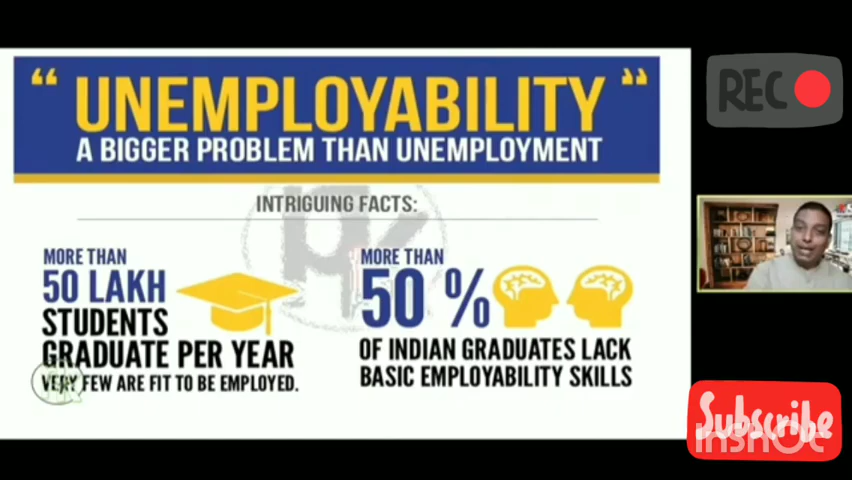 “ UNEMPLOYABILITY ”
A BIGGER PROBLEM THAN UNEMPLOYMENT
INTRIGUING FACTS:
MORE THAN
50 LAKH
STUDENTS
GRADUATE PER YEAR
VERY FEW ARE FIT TO BE EMPLOYED.
MORE THAN
50 %
OF INDIAN GRADUATES LACK
BASIC EMPLOYABILITY SKILLS
REC
Subscribe
INSHOT